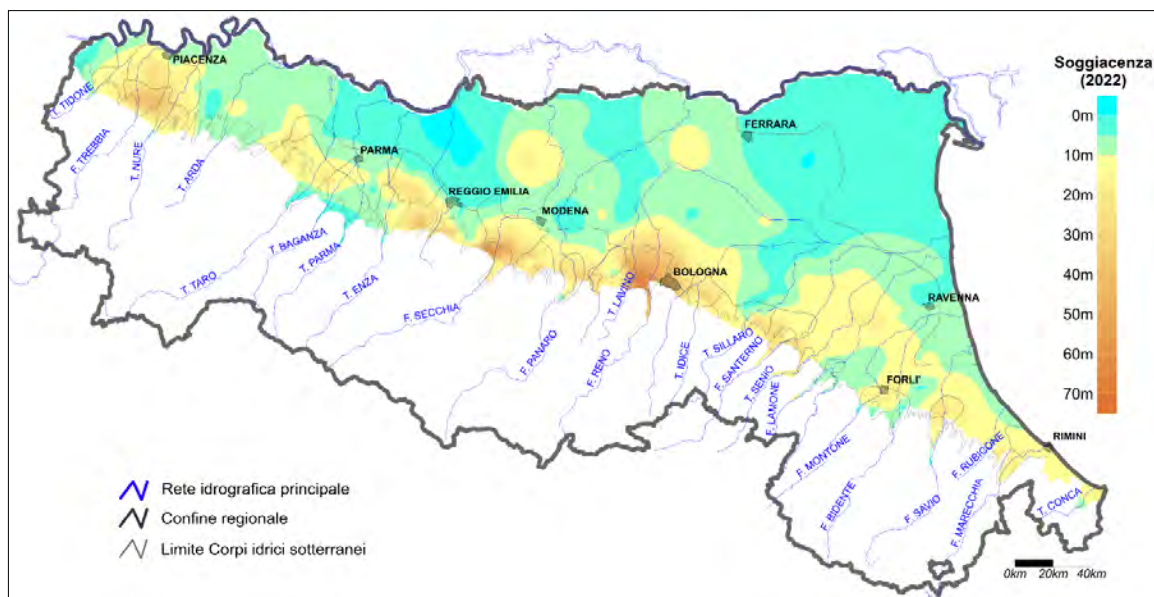 Soggiacenza
(2022)
0m
10m
20m
30m
40m
50m
60m
70m
PIACENZA
T. TIDONE
F. TREBBIA
T. NURE
T. ARDA
PARMA
REGGIO EMILIA
MODENA
FERRARA
BOLOGNA
RAVENNA
FORLI'
RIMINI
T. TARO
T. BAGANZA
T. PARMA
T. ENZA
F. SECCHIA
F. PANARO
F. RENO
T. LAVINO
T. IDICE
T. SILLARO
F. SANTERNO
T. SENIO
F. LAMONE
F. MONTONE
F. BIDENTE
F. SAVIO
F. RUBICONE
F. MARECCHIA
T. CONCA
Rete idrografica principale
Confine regionale
Limite Corpi idrici sotterranei
0km 20km 40km